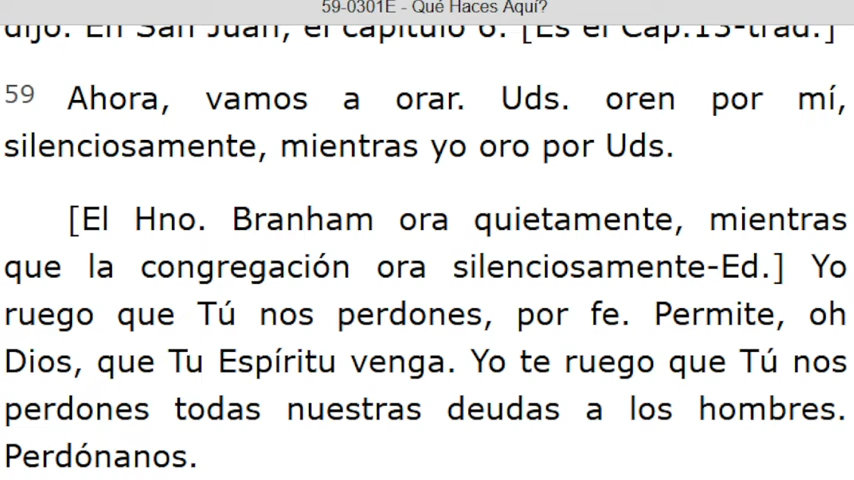 59-0301E - Qué Haces Aquí?
dijo. En San Juan, el capítulo 6. [Es el Cap.13-trad.]
59 Ahora, vamos a orar. Uds. oren por mí,
silenciosamente, mientras yo oro por Uds.
[El Hno. Branham ora quietamente, mientras
que la congregación ora silenciosamente-Ed.] Yo
ruego que Tú nos perdones, por fe. Permite, oh
Dios, que Tu Espíritu venga. Yo te ruego que Tú nos
perdones todas nuestras deudas a los hombres.
Perdónanos.